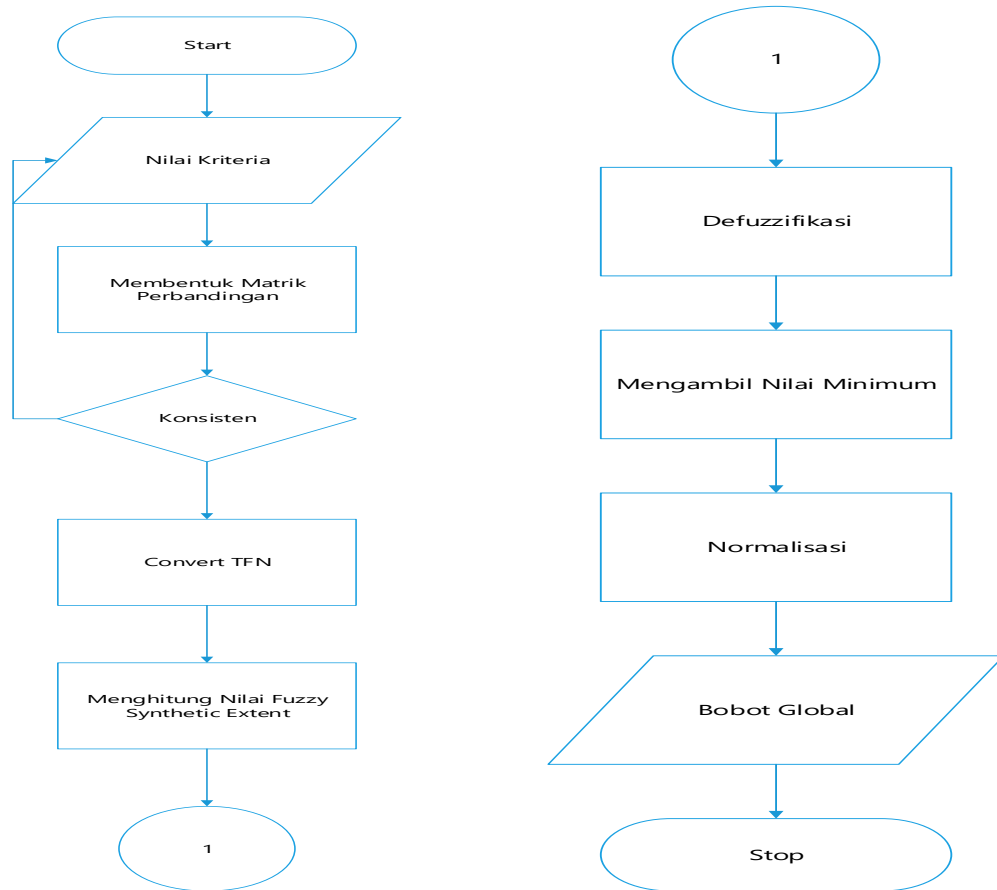 Start
Nilai Kriteria
Membentuk Matrik
Perbandingan
Konsisten
Convert TFN
Menghitung Nilai Fuzzy
Synthetic Extent
1
1
Defuzzifikasi
Mengambil Nilai Minimum
Normalisasi
Bobot Global
Stop